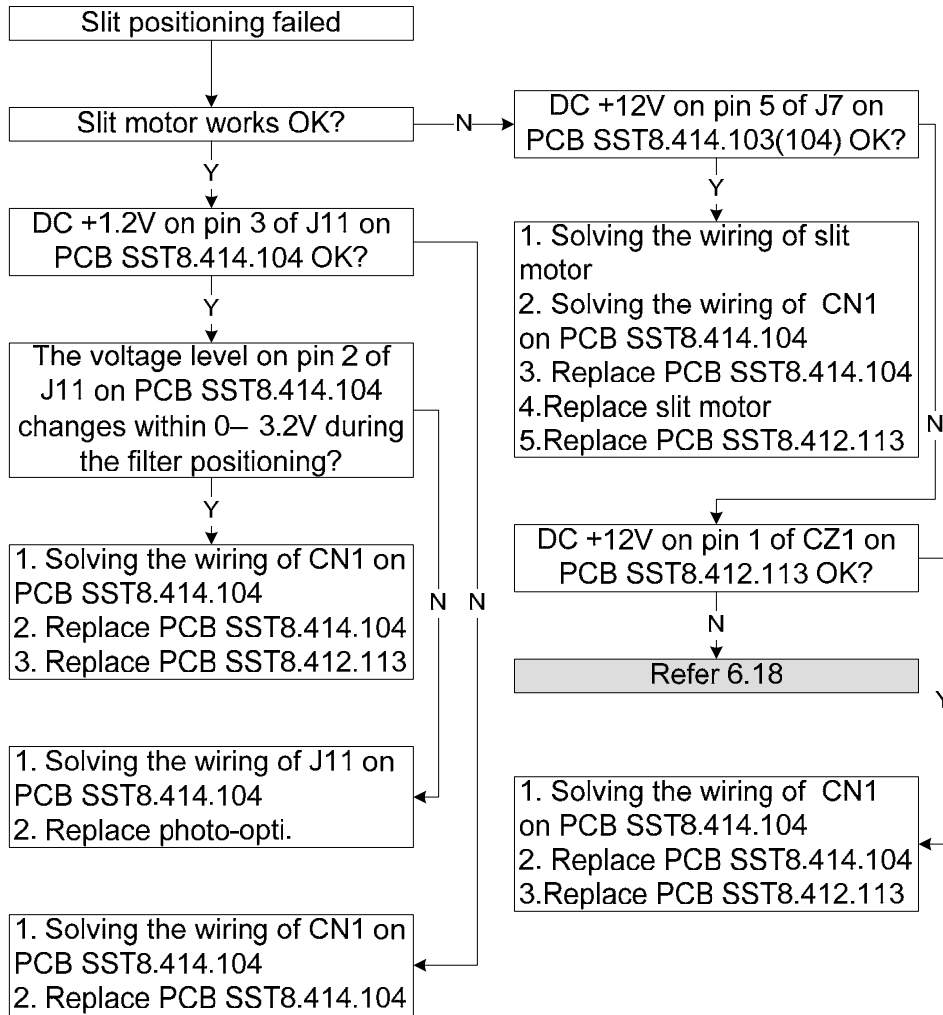 Slit positioning failed
Slit motor works OK?
N
DC +12V on pin 5 of J7 on
PCB SST8.414.103(104) OK?
Y
Y
DC +1.2V on pin 3 of J11 on
PCB SST8.414.104 OK?
1. Solving the wiring of slit
motor
2. Solving the wiring of CN1
on PCB SST8.414.104
3. Replace PCB SST8.414.104
4.Replace slit motor
5.Replace PCB SST8.412.113
Y
The voltage level on pin 2 of
J11 on PCB SST8.414.104
changes within 0– 3.2V during
the filter positioning?
N
Y
DC +12V on pin 1 of CZ1 on
PCB SST8.412.113 OK?
1. Solving the wiring of CN1 on
PCB SST8.414.104
2. Replace PCB SST8.414.104
3. Replace PCB SST8.412.113
N
N
N
Refer 6.18
Y
1. Solving the wiring of J11 on
PCB SST8.414.104
2. Replace photo-opti.
1. Solving the wiring of CN1
on PCB SST8.414.104
2. Replace PCB SST8.414.104
3.Replace PCB SST8.412.113
1. Solving the wiring of CN1 on
PCB SST8.414.104
2. Replace PCB SST8.414.104